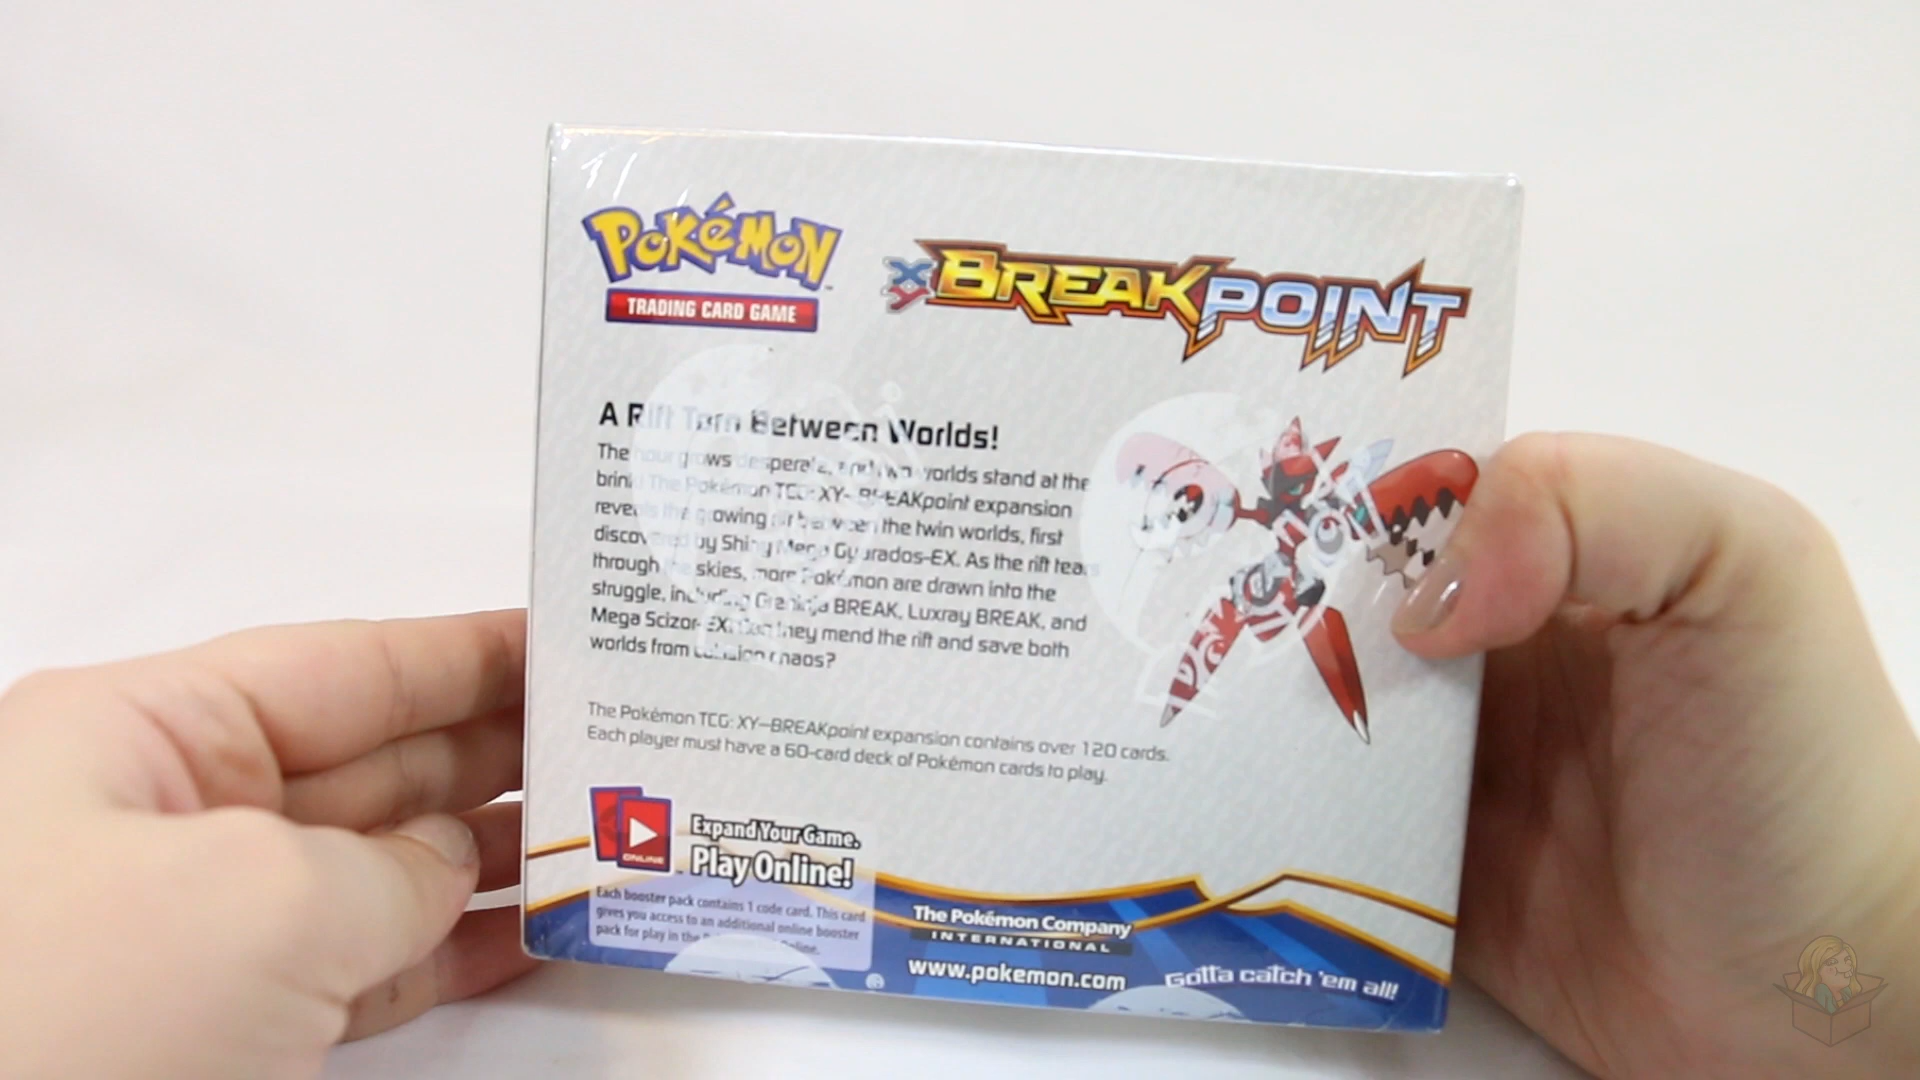 POKéMON
TRADING CARD GAME
XY BREAKPOINT
A Rift Torn Between Worlds!
The hour grows desperate, and two worlds stand at the
brink! The Pokémon TCG: XY–BREAKpoint expansion
reveals the growing rift between the twin worlds, first
discovered by Shiny Mega Gyarados-EX. As the rift tears
through the skies, more Pokémon are drawn into the
struggle, including Greninja BREAK, Luxray BREAK, and
Mega Scizor-EX! Can they mend the rift and save both
worlds from collision chaos?
The Pokémon TCG: XY–BREAKpoint expansion contains over 120 cards.
Each player must have a 60-card deck of Pokémon cards to play.
ONLINE
Expand Your Game.
Play Online!
Each booster pack contains 1 code card. This card
gives you access to an additional online booster
pack for play in the Online.
The Pokémon Company
INTERNATIONAL
www.pokemon.com
Gotta catch 'em all!